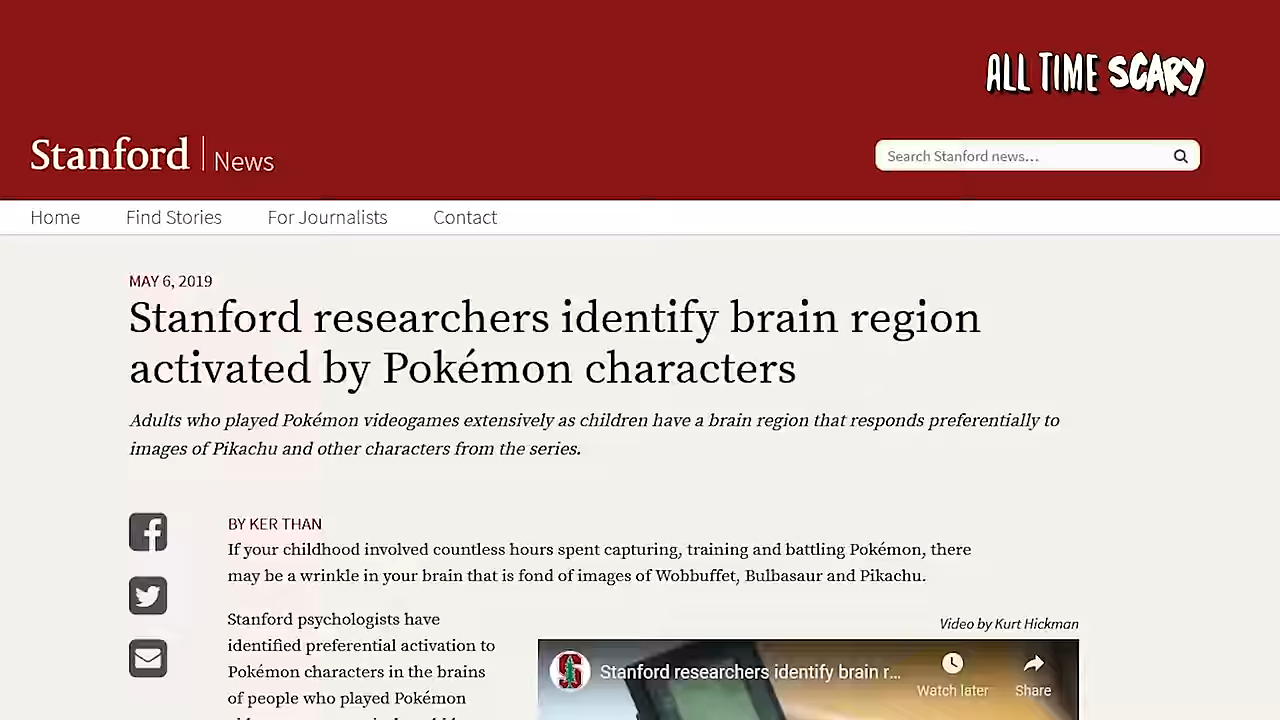 ALL TIME SCARY
Stanford | News
Search Stanford news...
Home Find Stories For Journalists Contact
MAY 6, 2019
Stanford researchers identify brain region
activated by Pokémon characters
Adults who played Pokémon videogames extensively as children have a brain region that responds preferentially to
images of Pikachu and other characters from the series.
BY KER THAN
If your childhood involved countless hours spent capturing, training and battling Pokémon, there
may be a wrinkle in your brain that is fond of images of Wobbuffet, Bulbasaur and Pikachu.
Stanford psychologists have
identified preferential activation to
Pokémon characters in the brains
of people who played Pokémon
Video by Kurt Hickman
Stanford researchers identify brain r...
Watch later Share